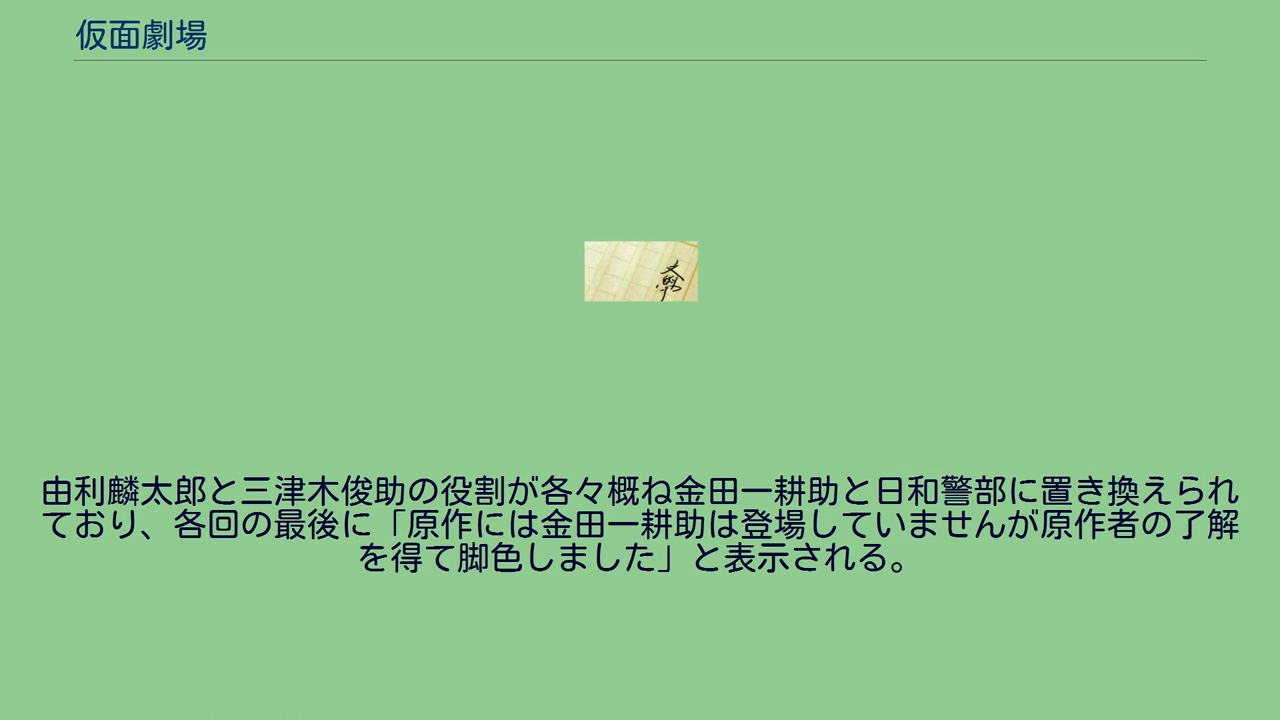 仮面劇場
由利麟太郎と三津木俊助の役割が各々概ね金田一耕助と日和警部に置き換えられ
ており、各回の最後に「原作には金田一耕助は登場していませんが原作者の了解
を得て脚色しました」と表示される。